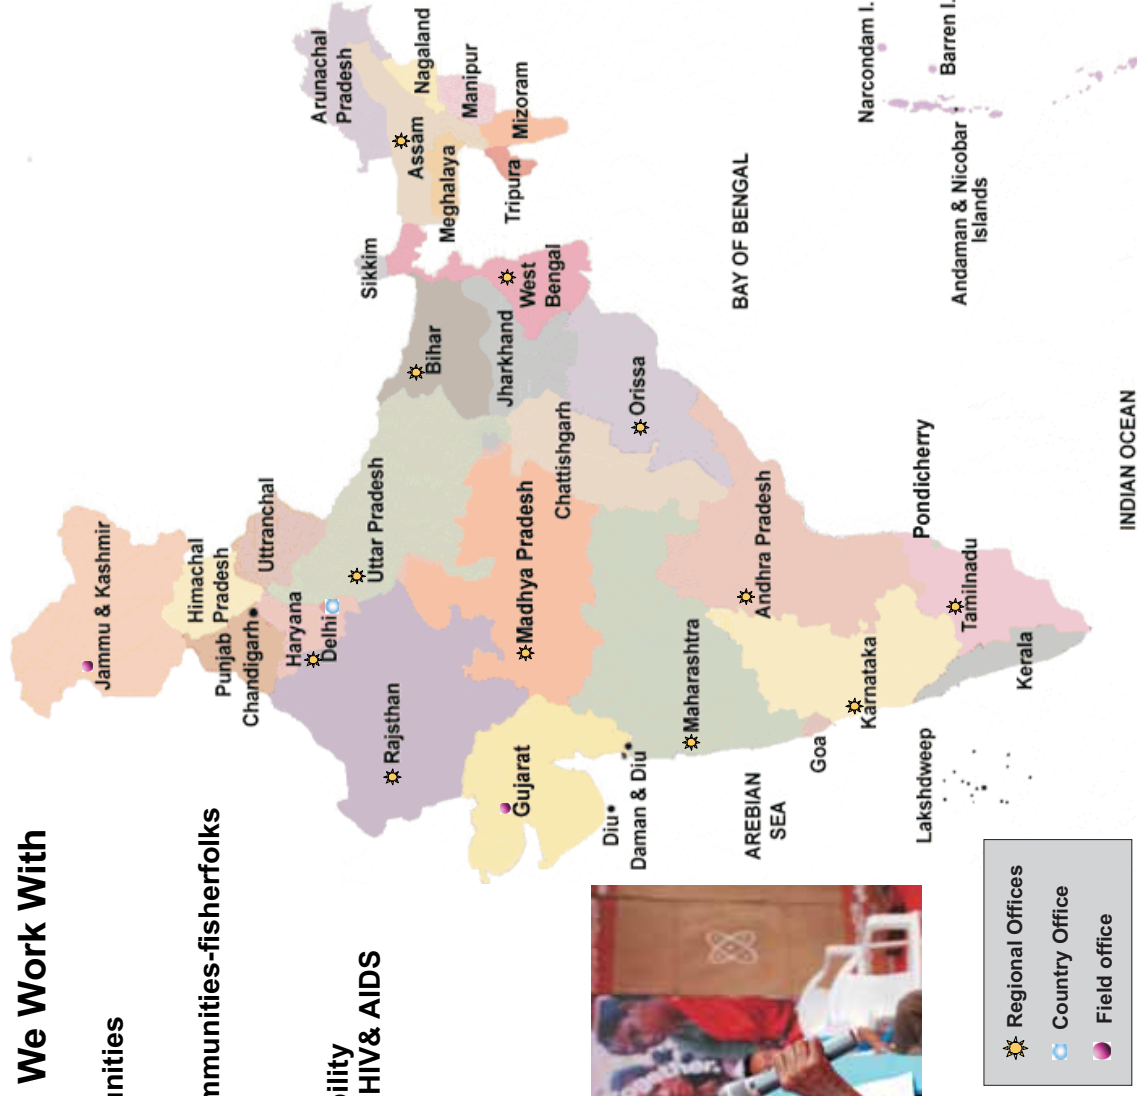 We Work With
unities
mmunities-fisherfolks
bility
HIV& AIDS
Jammu & Kashmir
Himachal
Pradesh
Punjab
Chandigarh
Uttranchal
Haryana
Delhi
Uttar Pradesh
Rajsthan
Gujarat
Madhya Pradesh
Chattishgarh
Bihar
Jharkhand
Sikkim
West
Bengal
Arunachal
Pradesh
Assam
Nagaland
Manipur
Meghalaya
Mizoram
Tripura
Orissa
Diu
Daman & Diu
Maharashtra
Andhra Pradesh
AREBIAN
SEA
Goa
Karnataka
BAY OF BENGAL
Pondicherry
Tamilnadu
Kerala
Lakshdweep
Narcondam I.
Barren I.
Andaman & Nicobar
Islands
INDIAN OCEAN
Regional Offices
Country Office
Field office